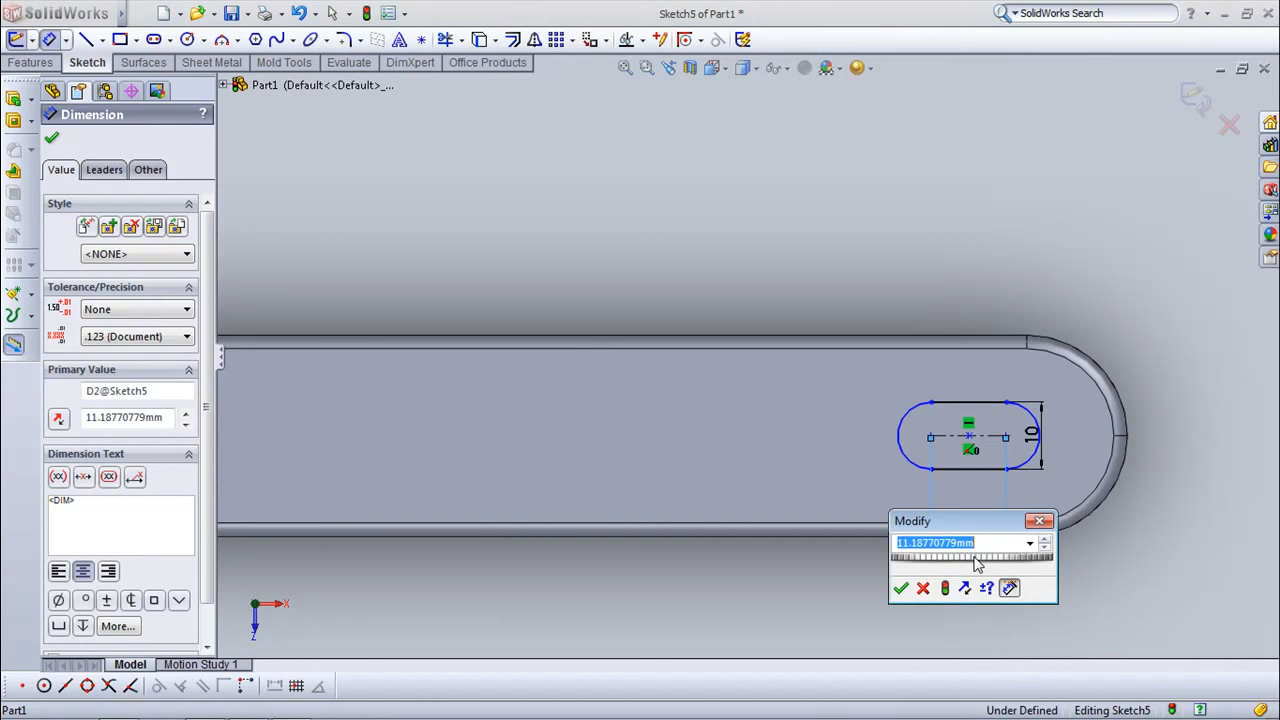 SolidWorks
Sketch5 of Part1 *
SolidWorks Search
Features
Sketch
Surfaces
Sheet Metal
Mold Tools
Evaluate
DimXpert
Office Products
Part1 (Default<<Default>_...
Dimension
?
Value
Leaders
Other
Style
<NONE>
Tolerance/Precision
None
.123 (Document)
Primary Value
D2@Sketch5
11.18770779mm
Dimension Text
<DIM>
More...
10
Modify
11.18770779mm
±?
X
Z
Model
Motion Study 1
Part1
Under Defined
Editing Sketch5